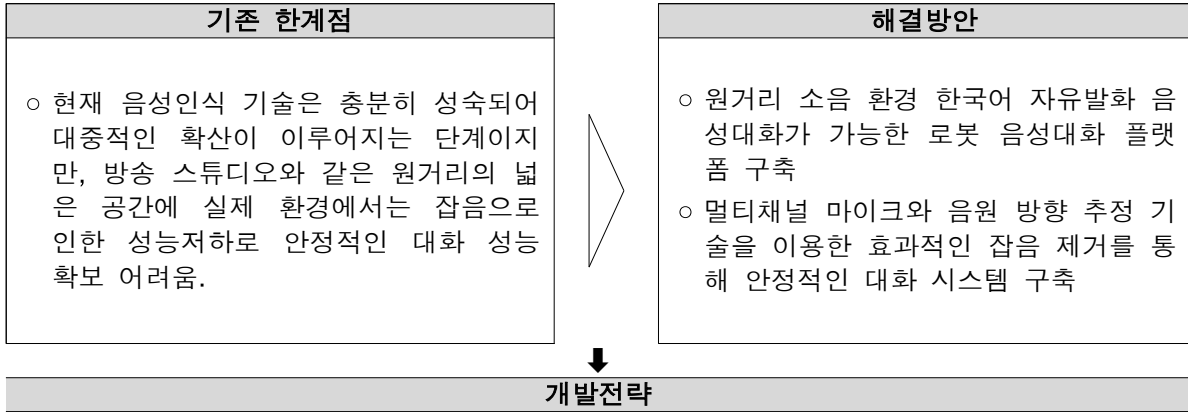 기존 한계점
○ 현재 음성인식 기술은 충분히 성숙되어
대중적인 확산이 이루어지는 단계이지
만, 방송 스튜디오와 같은 원거리의 넓
은 공간에 실제 환경에서는 잡음으로
인한 성능저하로 안정적인 대화 성능
확보 어려움.
해결방안
○ 원거리 소음 환경 한국어 자유발화 음
성대화가 가능한 로봇 음성대화 플랫
폼 구축
○ 멀티채널 마이크와 음원 방향 추정 기
술을 이용한 효과적인 잡음 제거를 통
해 안정적인 대화 시스템 구축
개발전략